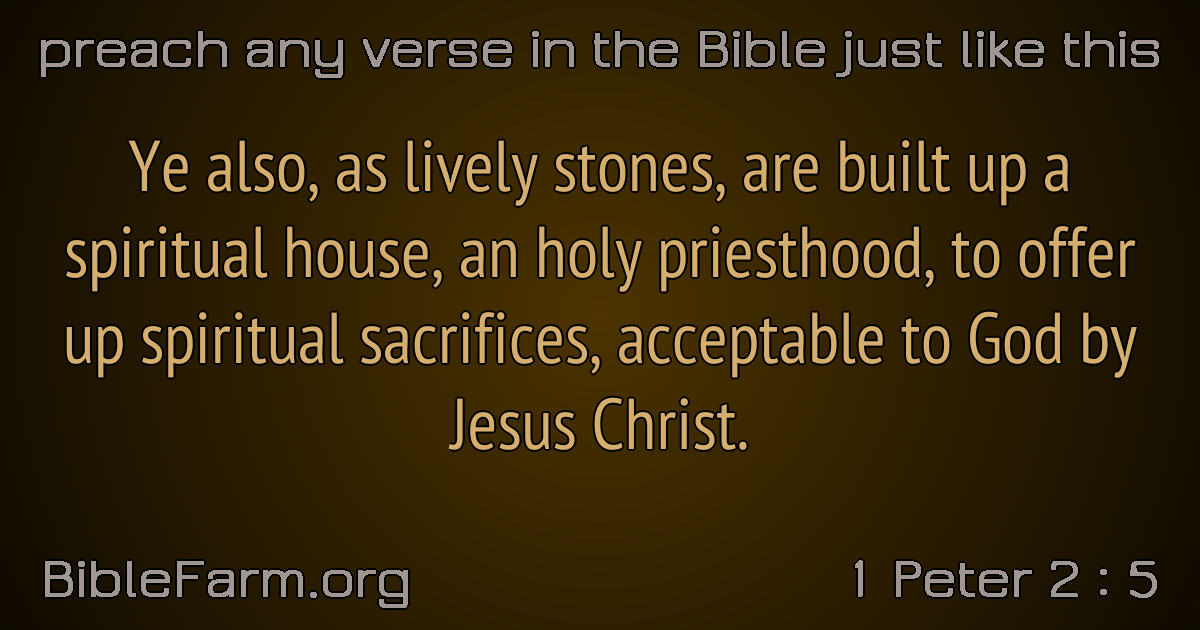 preach any verse in the Bible just like this
Ye also, as lively stones, are built up a
spiritual house, an holy priesthood, to offer
up spiritual sacrifices, acceptable to God by
Jesus Christ.
BibleFarm.org
1 Peter 2 : 5